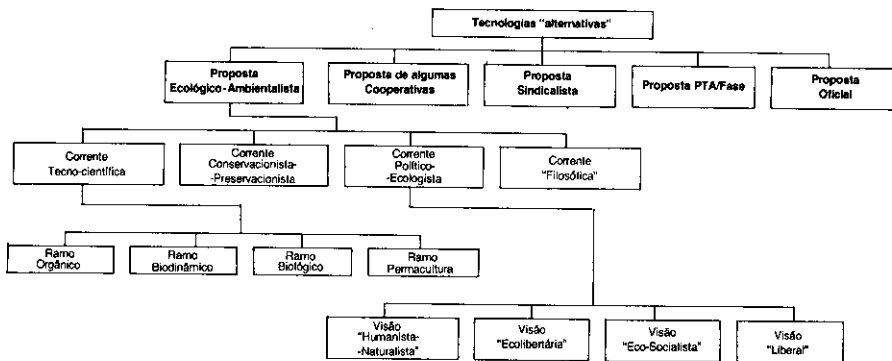 Tecnologias "alternativas"
Proposta
Ecológico-Ambientalista
Proposta de algumas
Cooperativas
Proposta
Sindicalista
Proposta PTA/Fase
Proposta
Oficial
Corrente
Tecno-científica
Corrente
Conservacionista-
-Preservacionista
Corrente
Político-
-Ecologista
Corrente
"Filosófica"
Ramo
Orgânico
Ramo
Biodinâmico
Ramo
Biológico
Ramo
Permacultura
Visão
"Humanista-
-Naturalista"
Visão
"Ecolibertária"
Visão
"Eco-Socialista"
Visão
"Liberal"